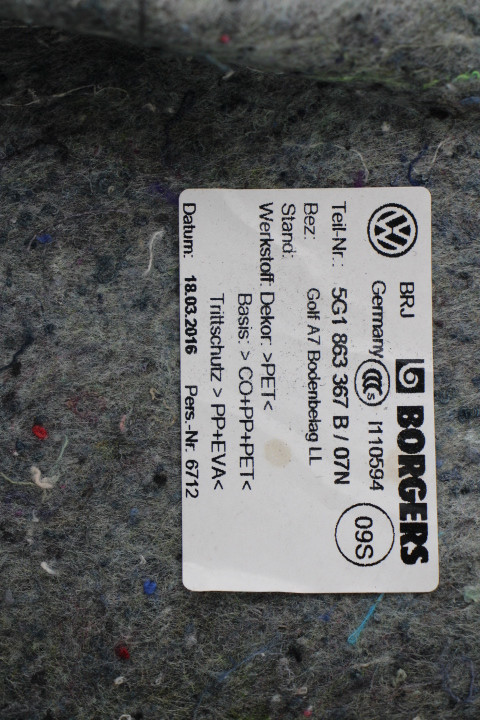 BRJ BORGERS
Germany CCC S I110594 09S
Teil-Nr.: 5G1 863 367 B / 07N
Bez: Golf A7 Bodenbelag LL
Stand:
Werkstoff: Dekor: >PET<
Basis: > CO+PP+PET<
Trittschutz > PP+EVA<
Datum: 18.03.2016 Pers.-Nr. 6712